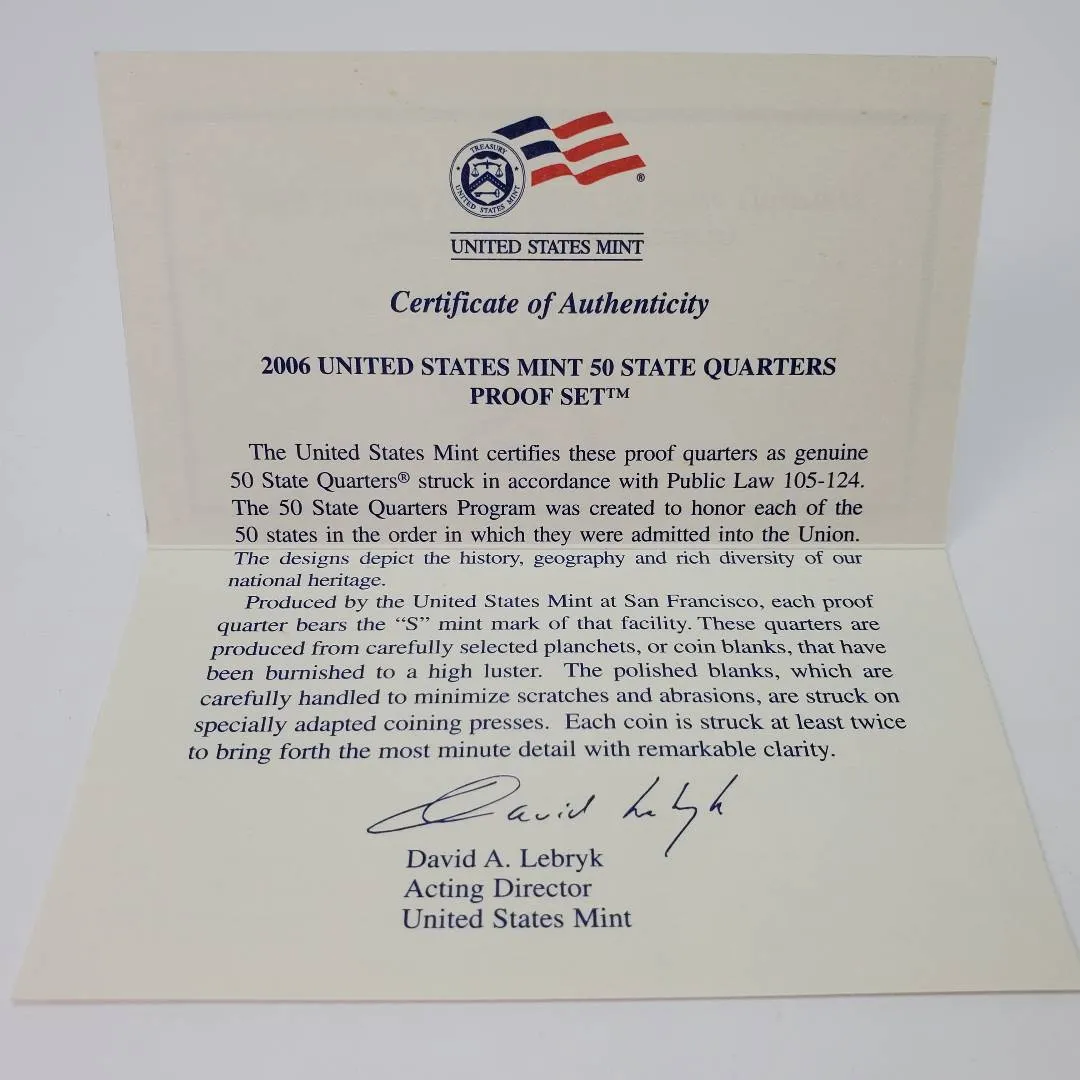 TREASURY
UNITED STATES MINT
®
UNITED STATES MINT
Certificate of Authenticity
2006 UNITED STATES MINT 50 STATE QUARTERS
PROOF SET™
The United States Mint certifies these proof quarters as genuine
50 State Quarters® struck in accordance with Public Law 105-124.
The 50 State Quarters Program was created to honor each of the
50 states in the order in which they were admitted into the Union.
The designs depict the history, geography and rich diversity of our
national heritage.
Produced by the United States Mint at San Francisco, each proof
quarter bears the “S” mint mark of that facility. These quarters are
produced from carefully selected planchets, or coin blanks, that have
been burnished to a high luster. The polished blanks, which are
carefully handled to minimize scratches and abrasions, are struck on
specially adapted coining presses. Each coin is struck at least twice
to bring forth the most minute detail with remarkable clarity.
David Lebryk
David A. Lebryk
Acting Director
United States Mint